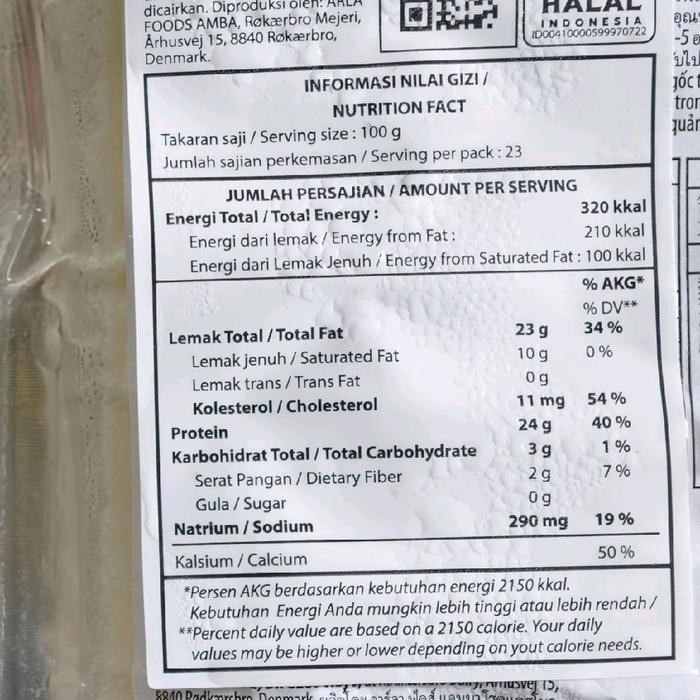 dicairkan. Diproduksi oleh: ARLA
FOODS AMBA, Røkærbro Mejeri,
Århusvej 15, 8840 Røkærbro,
Denmark.
HALAL
INDONESIA
ID00410000599970722
INFORMASI NILAI GIZI /
NUTRITION FACT
Takaran saji / Serving size : 100 g
Jumlah sajian perkemasan / Serving per pack : 23
JUMLAH PERSAJIAN / AMOUNT PER SERVING
Energi Total / Total Energy : 320 kkal
Energi dari lemak / Energy from Fat : 210 kkal
Energi dari Lemak Jenuh / Energy from Saturated Fat : 100 kkal
% AKG*
% DV**
Lemak Total / Total Fat 23 g 34 %
Lemak jenuh / Saturated Fat 10 g 0 %
Lemak trans / Trans Fat 0 g
Kolesterol / Cholesterol 11 mg 54 %
Protein 24 g 40 %
Karbohidrat Total / Total Carbohydrate 3 g 1 %
Serat Pangan / Dietary Fiber 2 g 7 %
Gula / Sugar 0 g
Natrium / Sodium 290 mg 19 %
Kalsium / Calcium 50 %
*Persen AKG berdasarkan kebutuhan energi 2150 kkal.
Kebutuhan Energi Anda mungkin lebih tinggi atau lebih rendah /
**Percent daily value are based on a 2150 calorie. Your daily
values may be higher or lower depending on yout calorie needs.